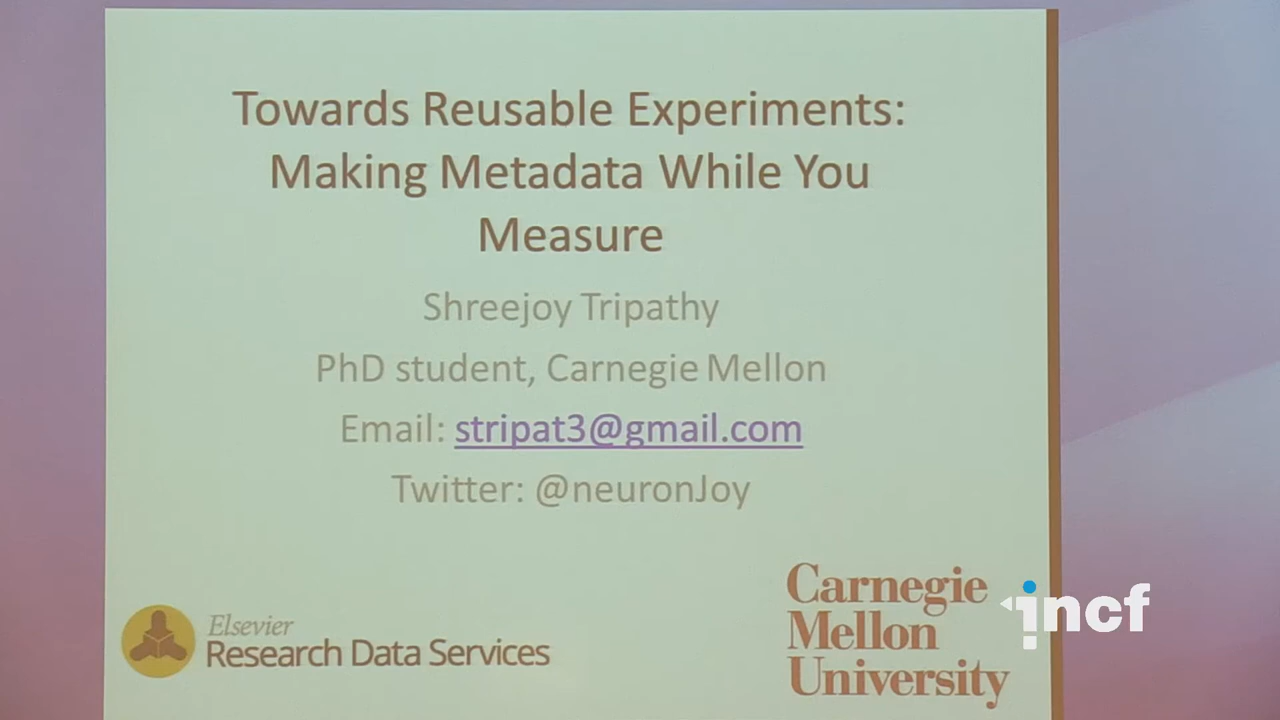 Towards Reusable Experiments:
Making Metadata While You
Measure
Shreejoy Tripathy
PhD student, Carnegie Mellon
Email: stripat3@gmail.com
Twitter: @neuronJoy
Elsevier
Research Data Services
Carnegie
Mellon
University
incf